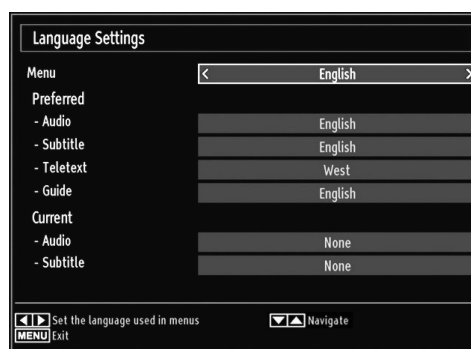 Language Settings
Menu < English >
Preferred
- Audio English
- Subtitle English
- Teletext West
- Guide English
Current
- Audio None
- Subtitle None
Set the language used in menus Navigate
MENU Exit